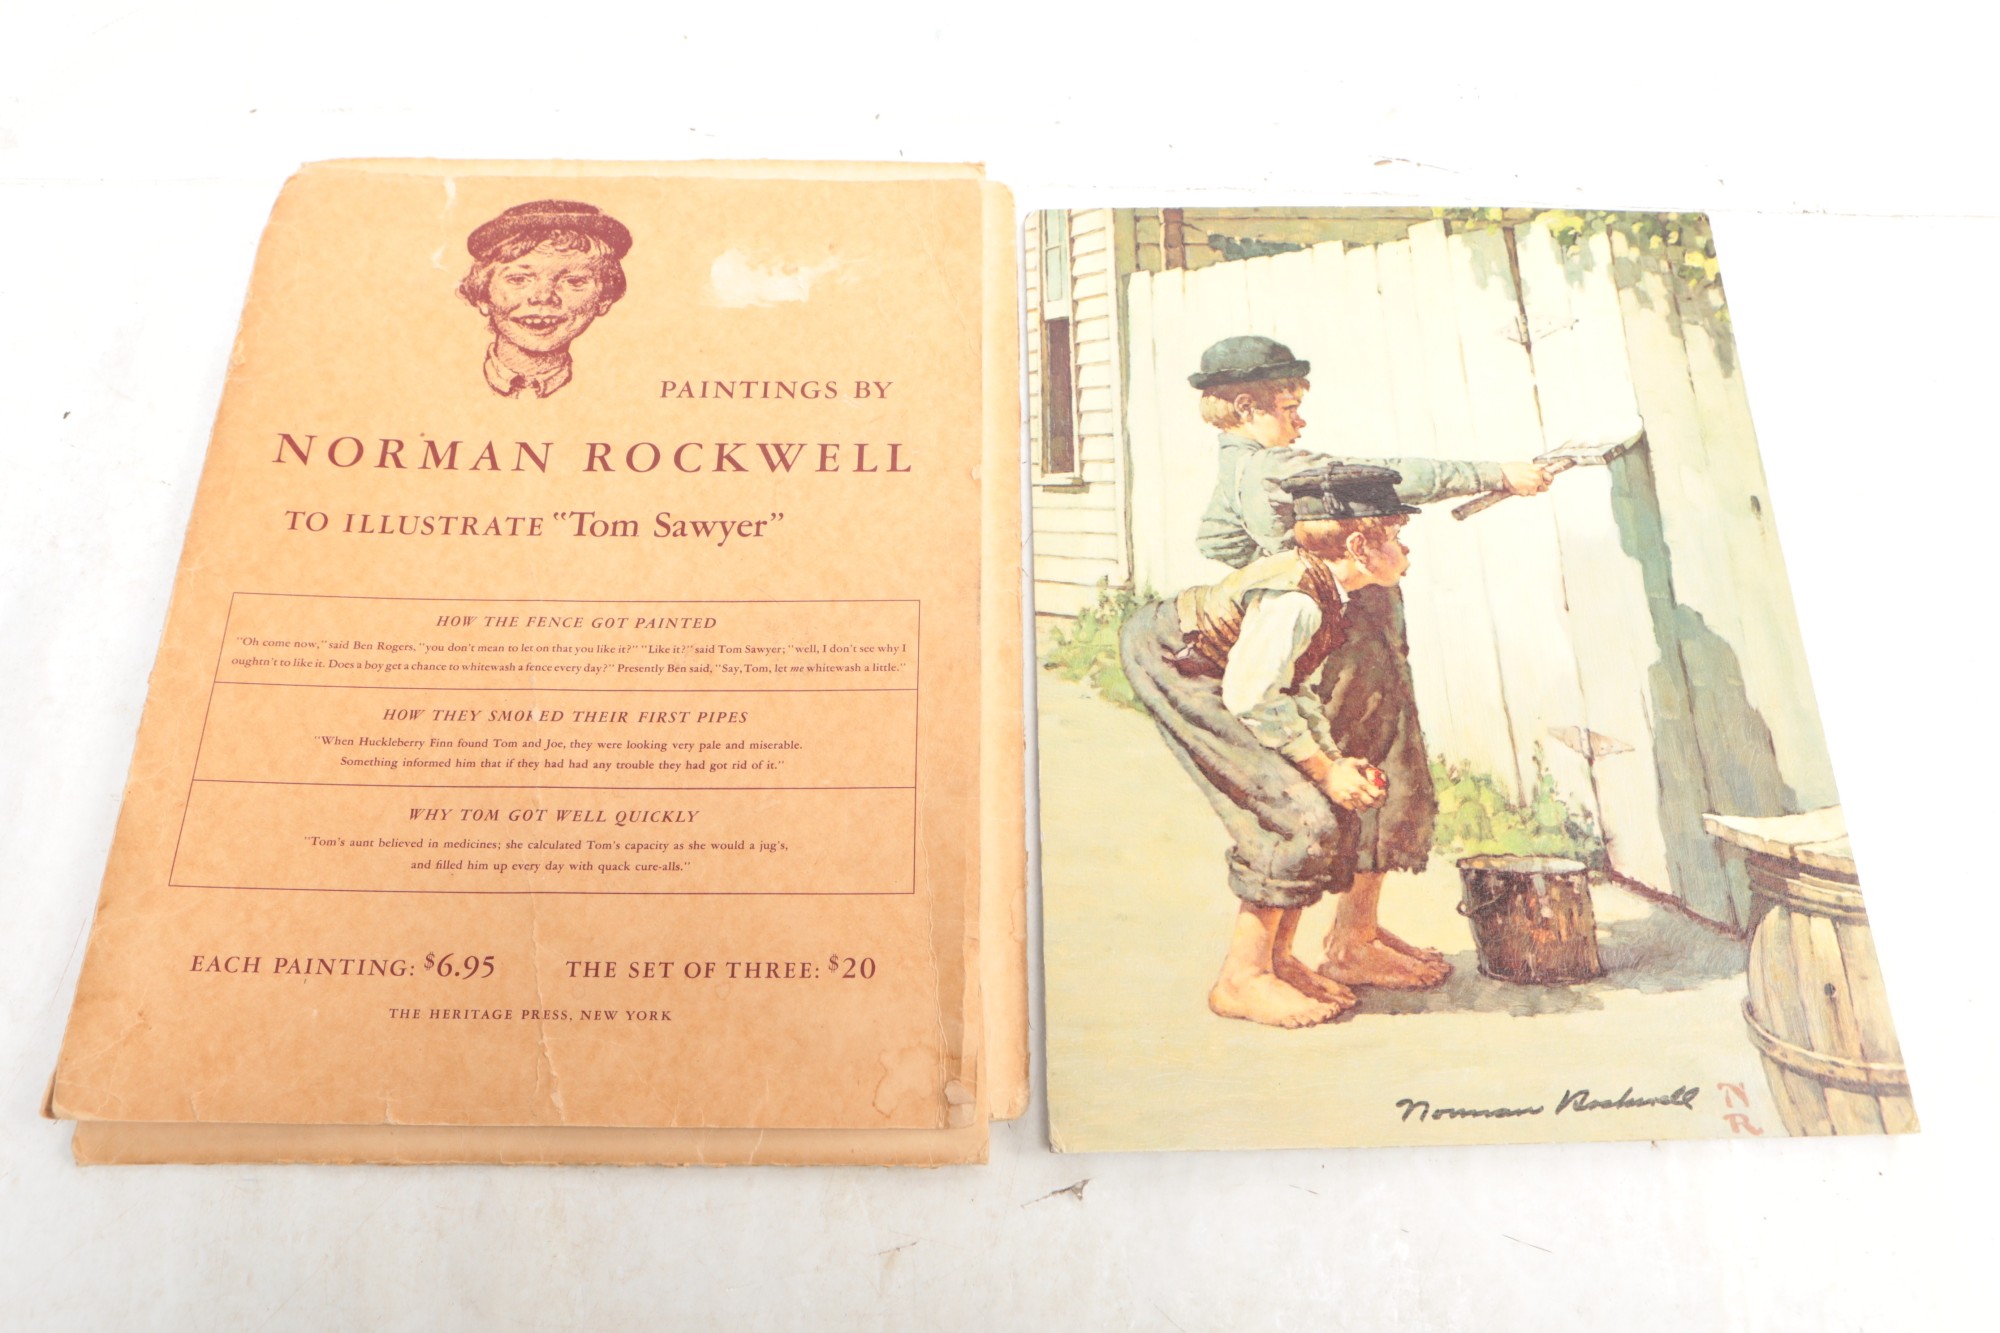 PAINTINGS BY
NORMAN ROCKWELL
TO ILLUSTRATE "Tom Sawyer"
HOW THE FENCE GOT PAINTED
"Oh come now," said Ben Rogers, "you don't mean to let on that you like it?" "Like it?" said Tom Sawyer; "well, I don't see why I
oughtn't to like it. Does a boy get a chance to whitewash a fence every day?" Presently Ben said, "Say, Tom, let me whitewash a little."
HOW THEY SMOKED THEIR FIRST PIPES
"When Huckleberry Finn found Tom and Joe, they were looking very pale and miserable.
Something informed him that if they had had any trouble they had got rid of it."
WHY TOM GOT WELL QUICKLY
"Tom's aunt believed in medicines; she calculated Tom's capacity as she would a jug's,
and filled him up every day with quack cure-alls."
EACH PAINTING: $6.95 THE SET OF THREE: $20
THE HERITAGE PRESS, NEW YORK
Norman Rockwell
N
R